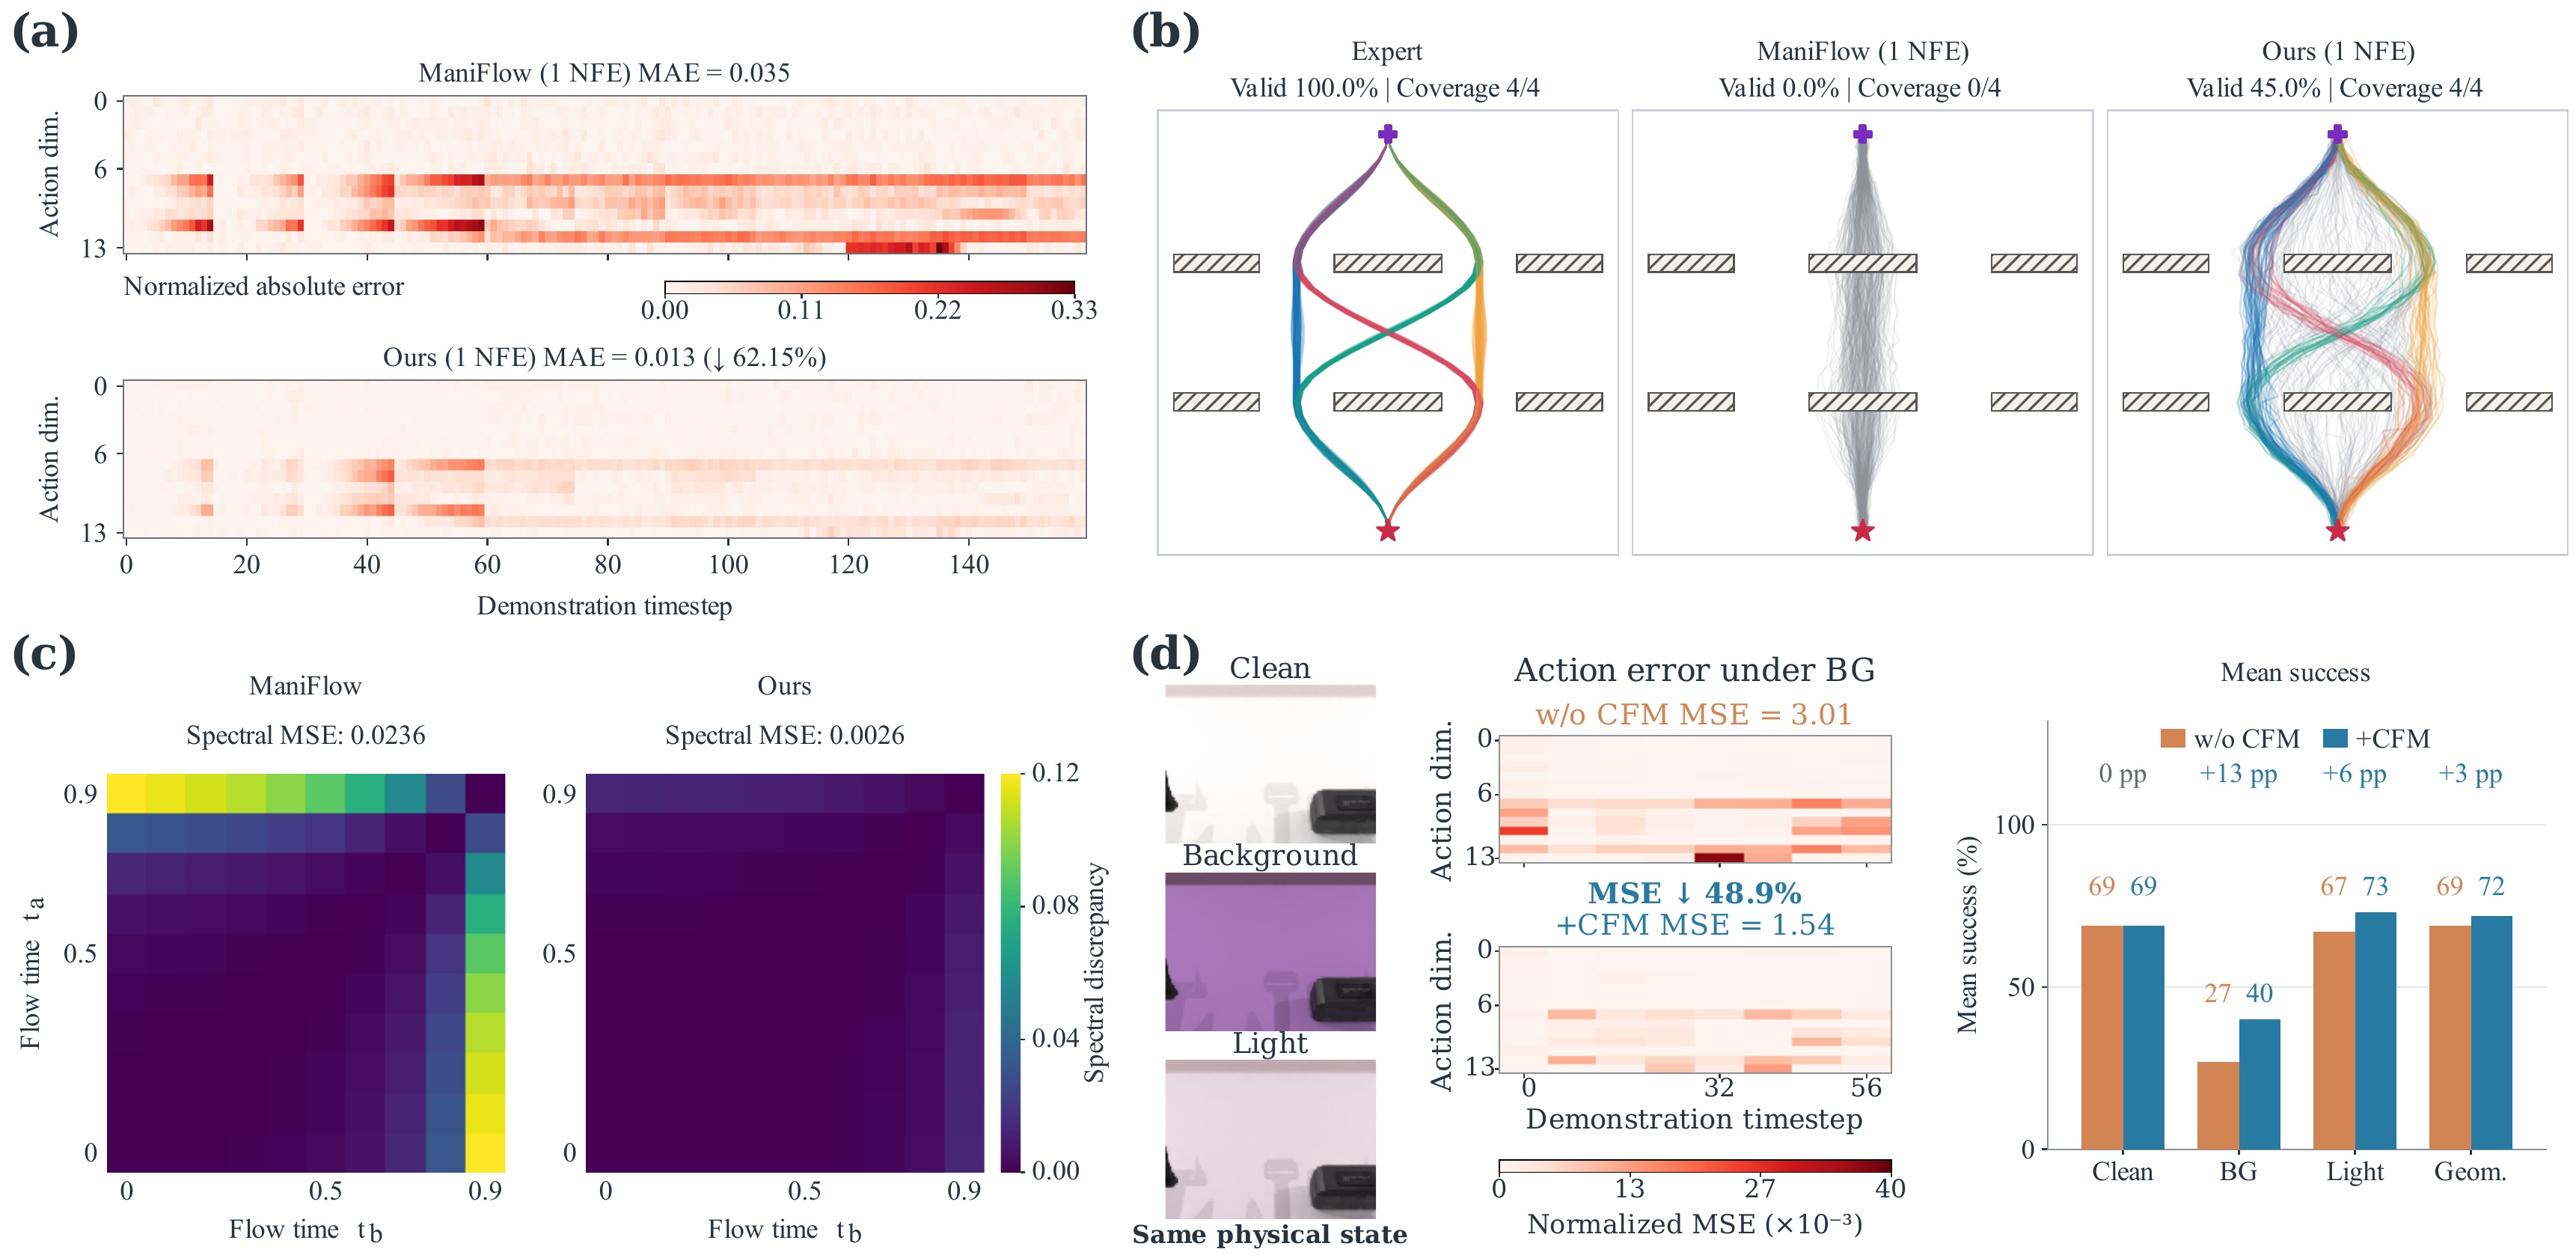 (a)
ManiFlow (1 NFE) MAE = 0.035
Action dim.
0
6
13
Normalized absolute error
0.00 0.11 0.22 0.33
Ours (1 NFE) MAE = 0.013 (↓ 62.15%)
Action dim.
0
6
13
0 20 40 60 80 100 120 140
Demonstration timestep
(b)
Expert
Valid 100.0% | Coverage 4/4
ManiFlow (1 NFE)
Valid 0.0% | Coverage 0/4
Ours (1 NFE)
Valid 45.0% | Coverage 4/4
(c)
ManiFlow
Spectral MSE: 0.0236
Flow time t_a
0.9
0.5
0
0 0.5 0.9
Flow time t_b
Ours
Spectral MSE: 0.0026
0.9
0.5
0
0 0.5 0.9
Flow time t_b
0.12
0.08
0.04
0.00
Spectral discrepancy
(d)
Clean
Background
Light
Same physical state
Action error under BG
w/o CFM MSE = 3.01
Action dim.
0
6
13
MSE ↓ 48.9%
+CFM MSE = 1.54
Action dim.
0
6
13
0 32 56
Demonstration timestep
0 13 27 40
Normalized MSE (×10⁻³)
Mean success
w/o CFM +CFM
0 pp +13 pp +6 pp +3 pp
Mean success (%)
100
50
0
69 69 27 40 67 73 69 72
Clean BG Light Geom.